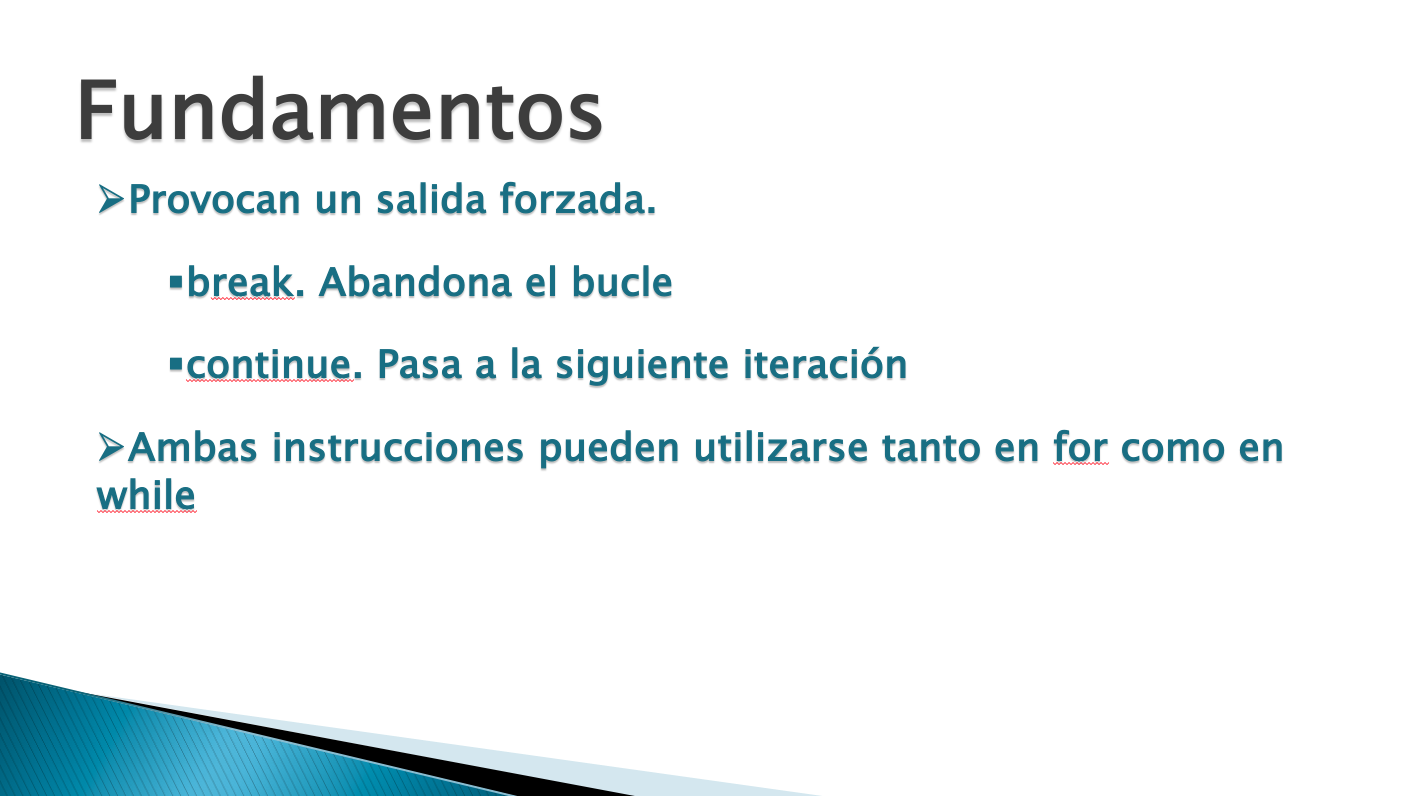 Fundamentos
➢Provocan un salida forzada.
▪break. Abandona el bucle
▪continue. Pasa a la siguiente iteración
➢Ambas instrucciones pueden utilizarse tanto en for como en
while